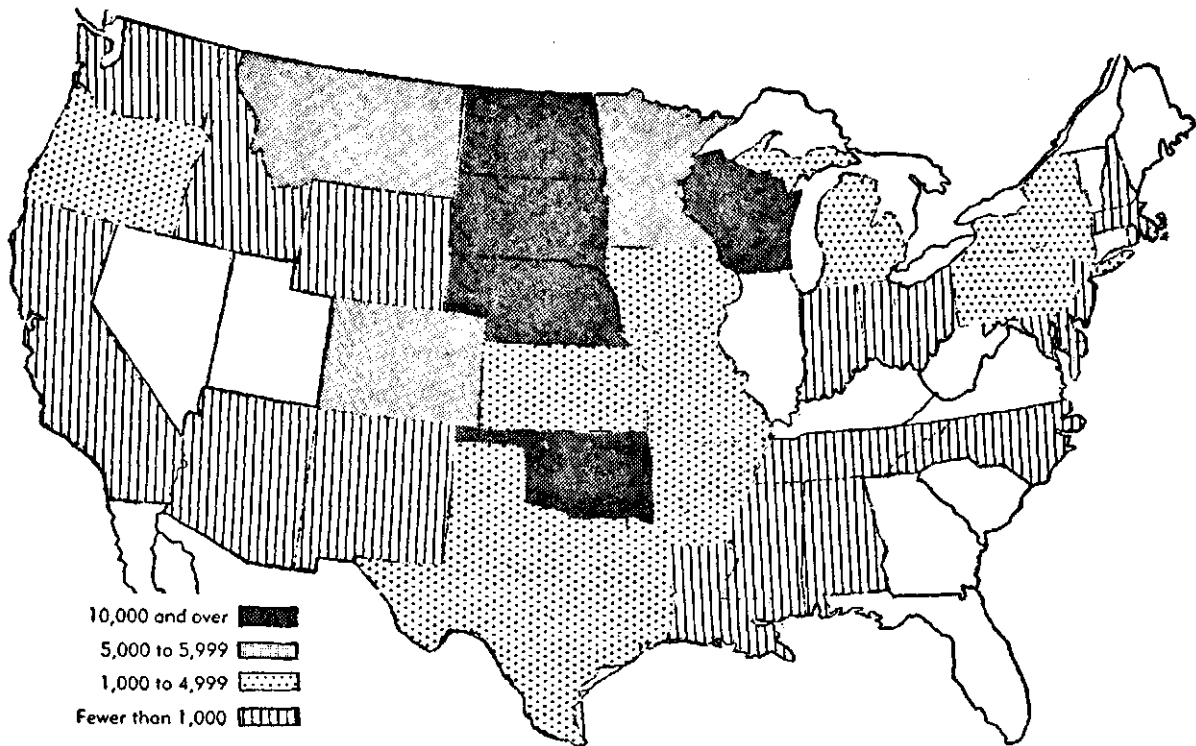 10,000 and over
5,000 to 5,999
1,000 to 4,999
Fewer than 1,000